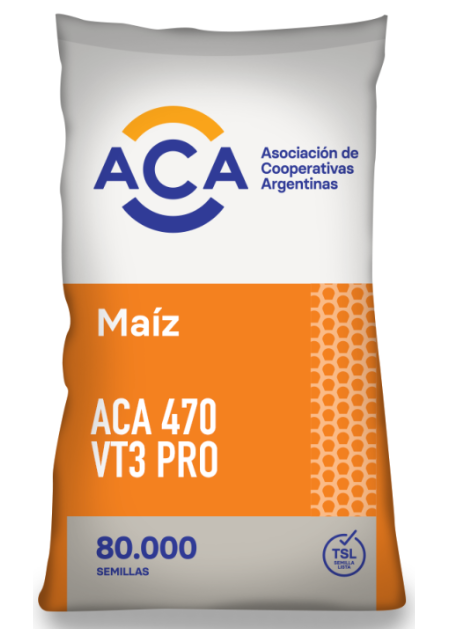 ACA
Asociación de
Cooperativas
Argentinas
Maíz
ACA 470
VT3 PRO
80.000
SEMILLAS
TSL
SEMILLA
LISTA